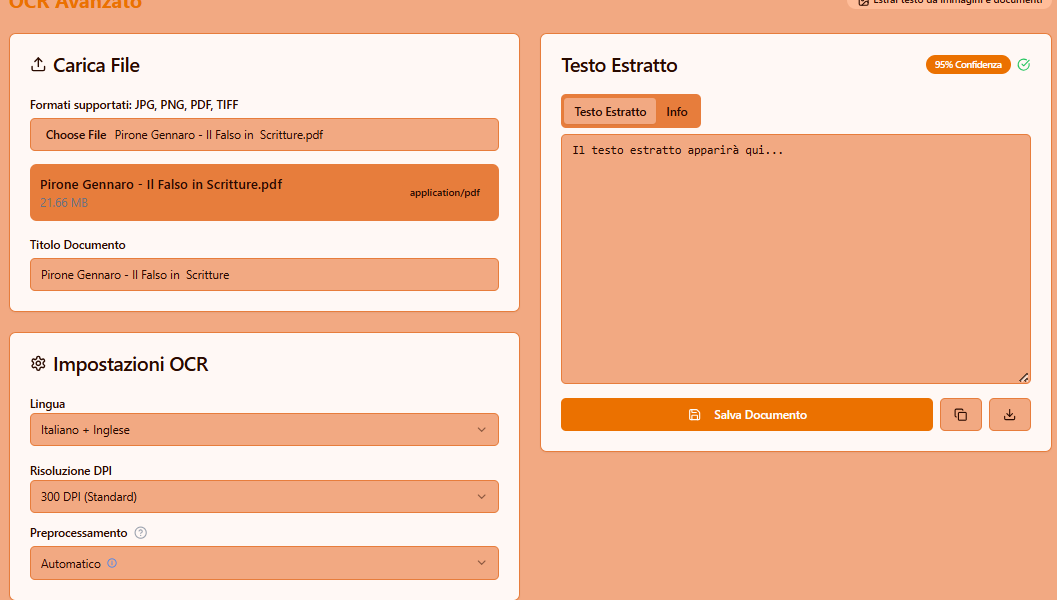 OCR Avanzato
Estrai testo da immagini e documenti
Carica File
Formati supportati: JPG, PNG, PDF, TIFF
Choose File Pirone Gennaro - Il Falso in  Scritture.pdf
Pirone Gennaro - Il Falso in Scritture.pdf
21.66 MB
application/pdf
Titolo Documento
Pirone Gennaro - Il Falso in  Scritture
Impostazioni OCR
Lingua
Italiano + Inglese
Risoluzione DPI
300 DPI (Standard)
Preprocessamento
Automatico
Testo Estratto
95% Confidenza
Testo Estratto Info
Il testo estratto apparirà qui...
Salva Documento